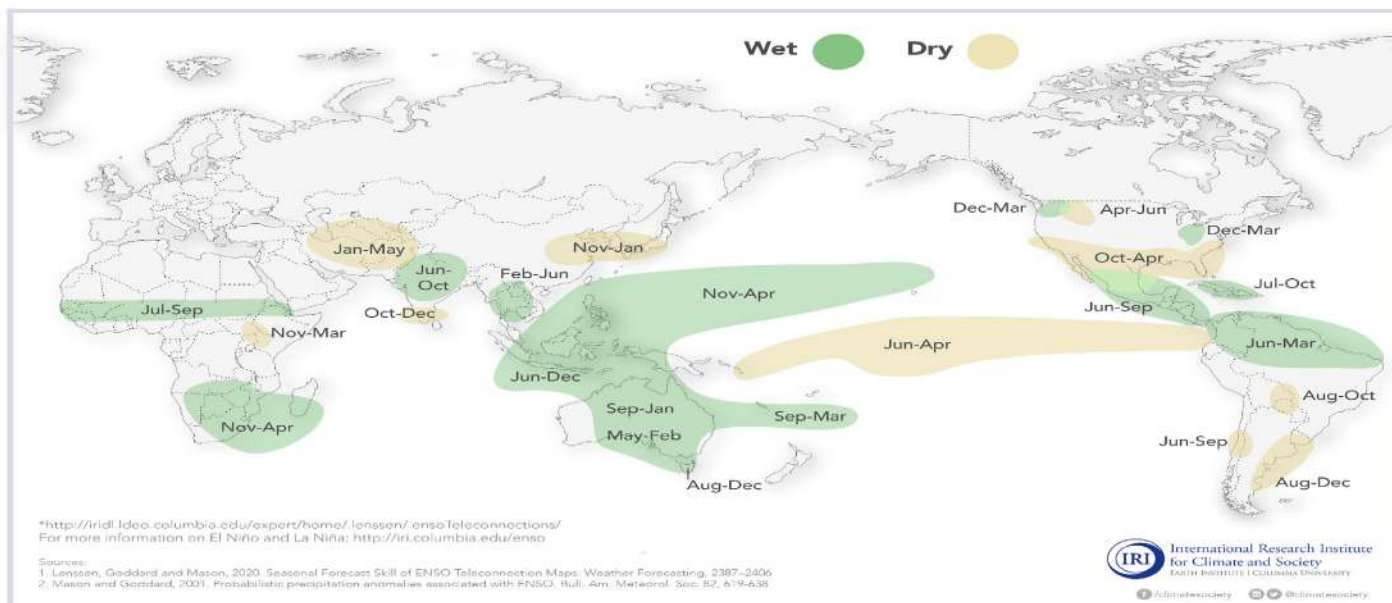 Wet
Dry
Dec-Mar
Apr-Jun
Dec-Mar
Jan-May
Nov-Jan
Oct-Apr
Jun-
Oct
Feb-Jun
Nov-Apr
Jul-Oct
Jul-Sep
Oct-Dec
Jun-Sep
Nov-Mar
Jun-Apr
Jun-Mar
Jun-Dec
Aug-Oct
Sep-Jan
Sep-Mar
Nov-Apr
May-Feb
Jun-Sep
Aug-Dec
Aug-Dec
*http://iridl.ldeo.columbia.edu/expert/home/.lenssen/.ensoTeleconnections/
For more information on El Niño and La Niña: http://iri.columbia.edu/enso
Sources:
1. Lenssen, Goddard and Mason, 2020. Seasonal Forecast Skill of ENSO Teleconnection Maps. Weather Forecasting, 2387–2406
2. Mason and Goddard, 2001. Probabilistic precipitation anomalies associated with ENSO. Bull. Am. Meteorol. Soc. 82, 619-638
IRI
International Research Institute
for Climate and Society
EARTH INSTITUTE | COLUMBIA UNIVERSITY
/climatesociety
@climatesociety